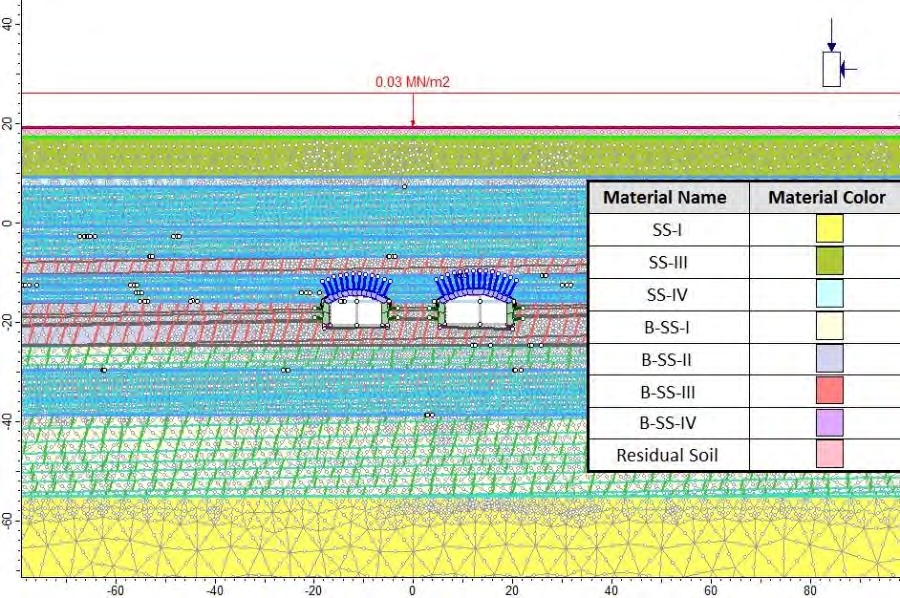 40
0.03 MN/m2
20
Material Name Material Color
SS-I
0
SS-III
SS-IV
B-SS-I
-20
B-SS-II
B-SS-III
-40
B-SS-IV
Residual Soil
-60
-60 -40 -20 0 20 40 60 80